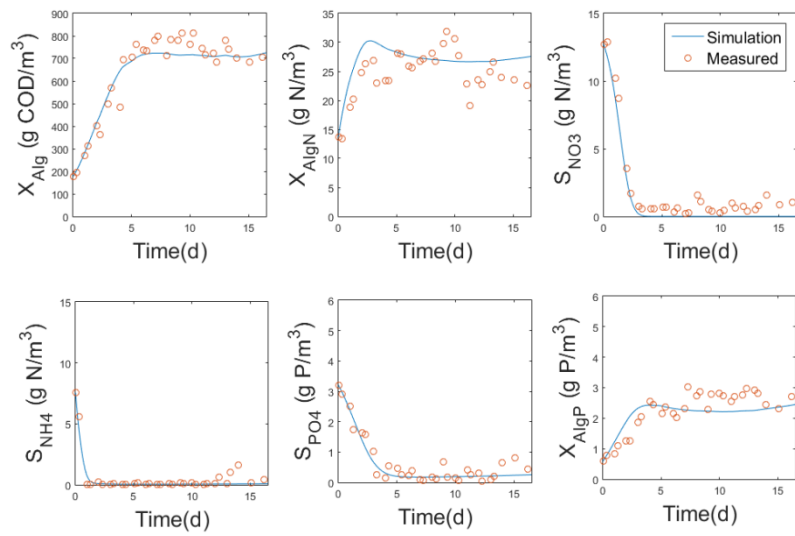 900
800
700
600
500
400
300
200
100
0
0 5 10 15
Time(d)
X_Alg (g COD/m^3)
35
30
25
20
15
10
5
0
0 5 10 15
Time(d)
X_AlgN (g N/m^3)
15
10
5
0
0 5 10 15
Time(d)
S_NO3 (g N/m^3)
Simulation
Measured
15
10
5
0
0 5 10 15
Time(d)
S_NH4 (g N/m^3)
6
5
4
3
2
1
0
0 5 10 15
Time(d)
S_PO4 (g P/m^3)
6
5
4
3
2
1
0
0 5 10 15
Time(d)
X_AlgP (g P/m^3)